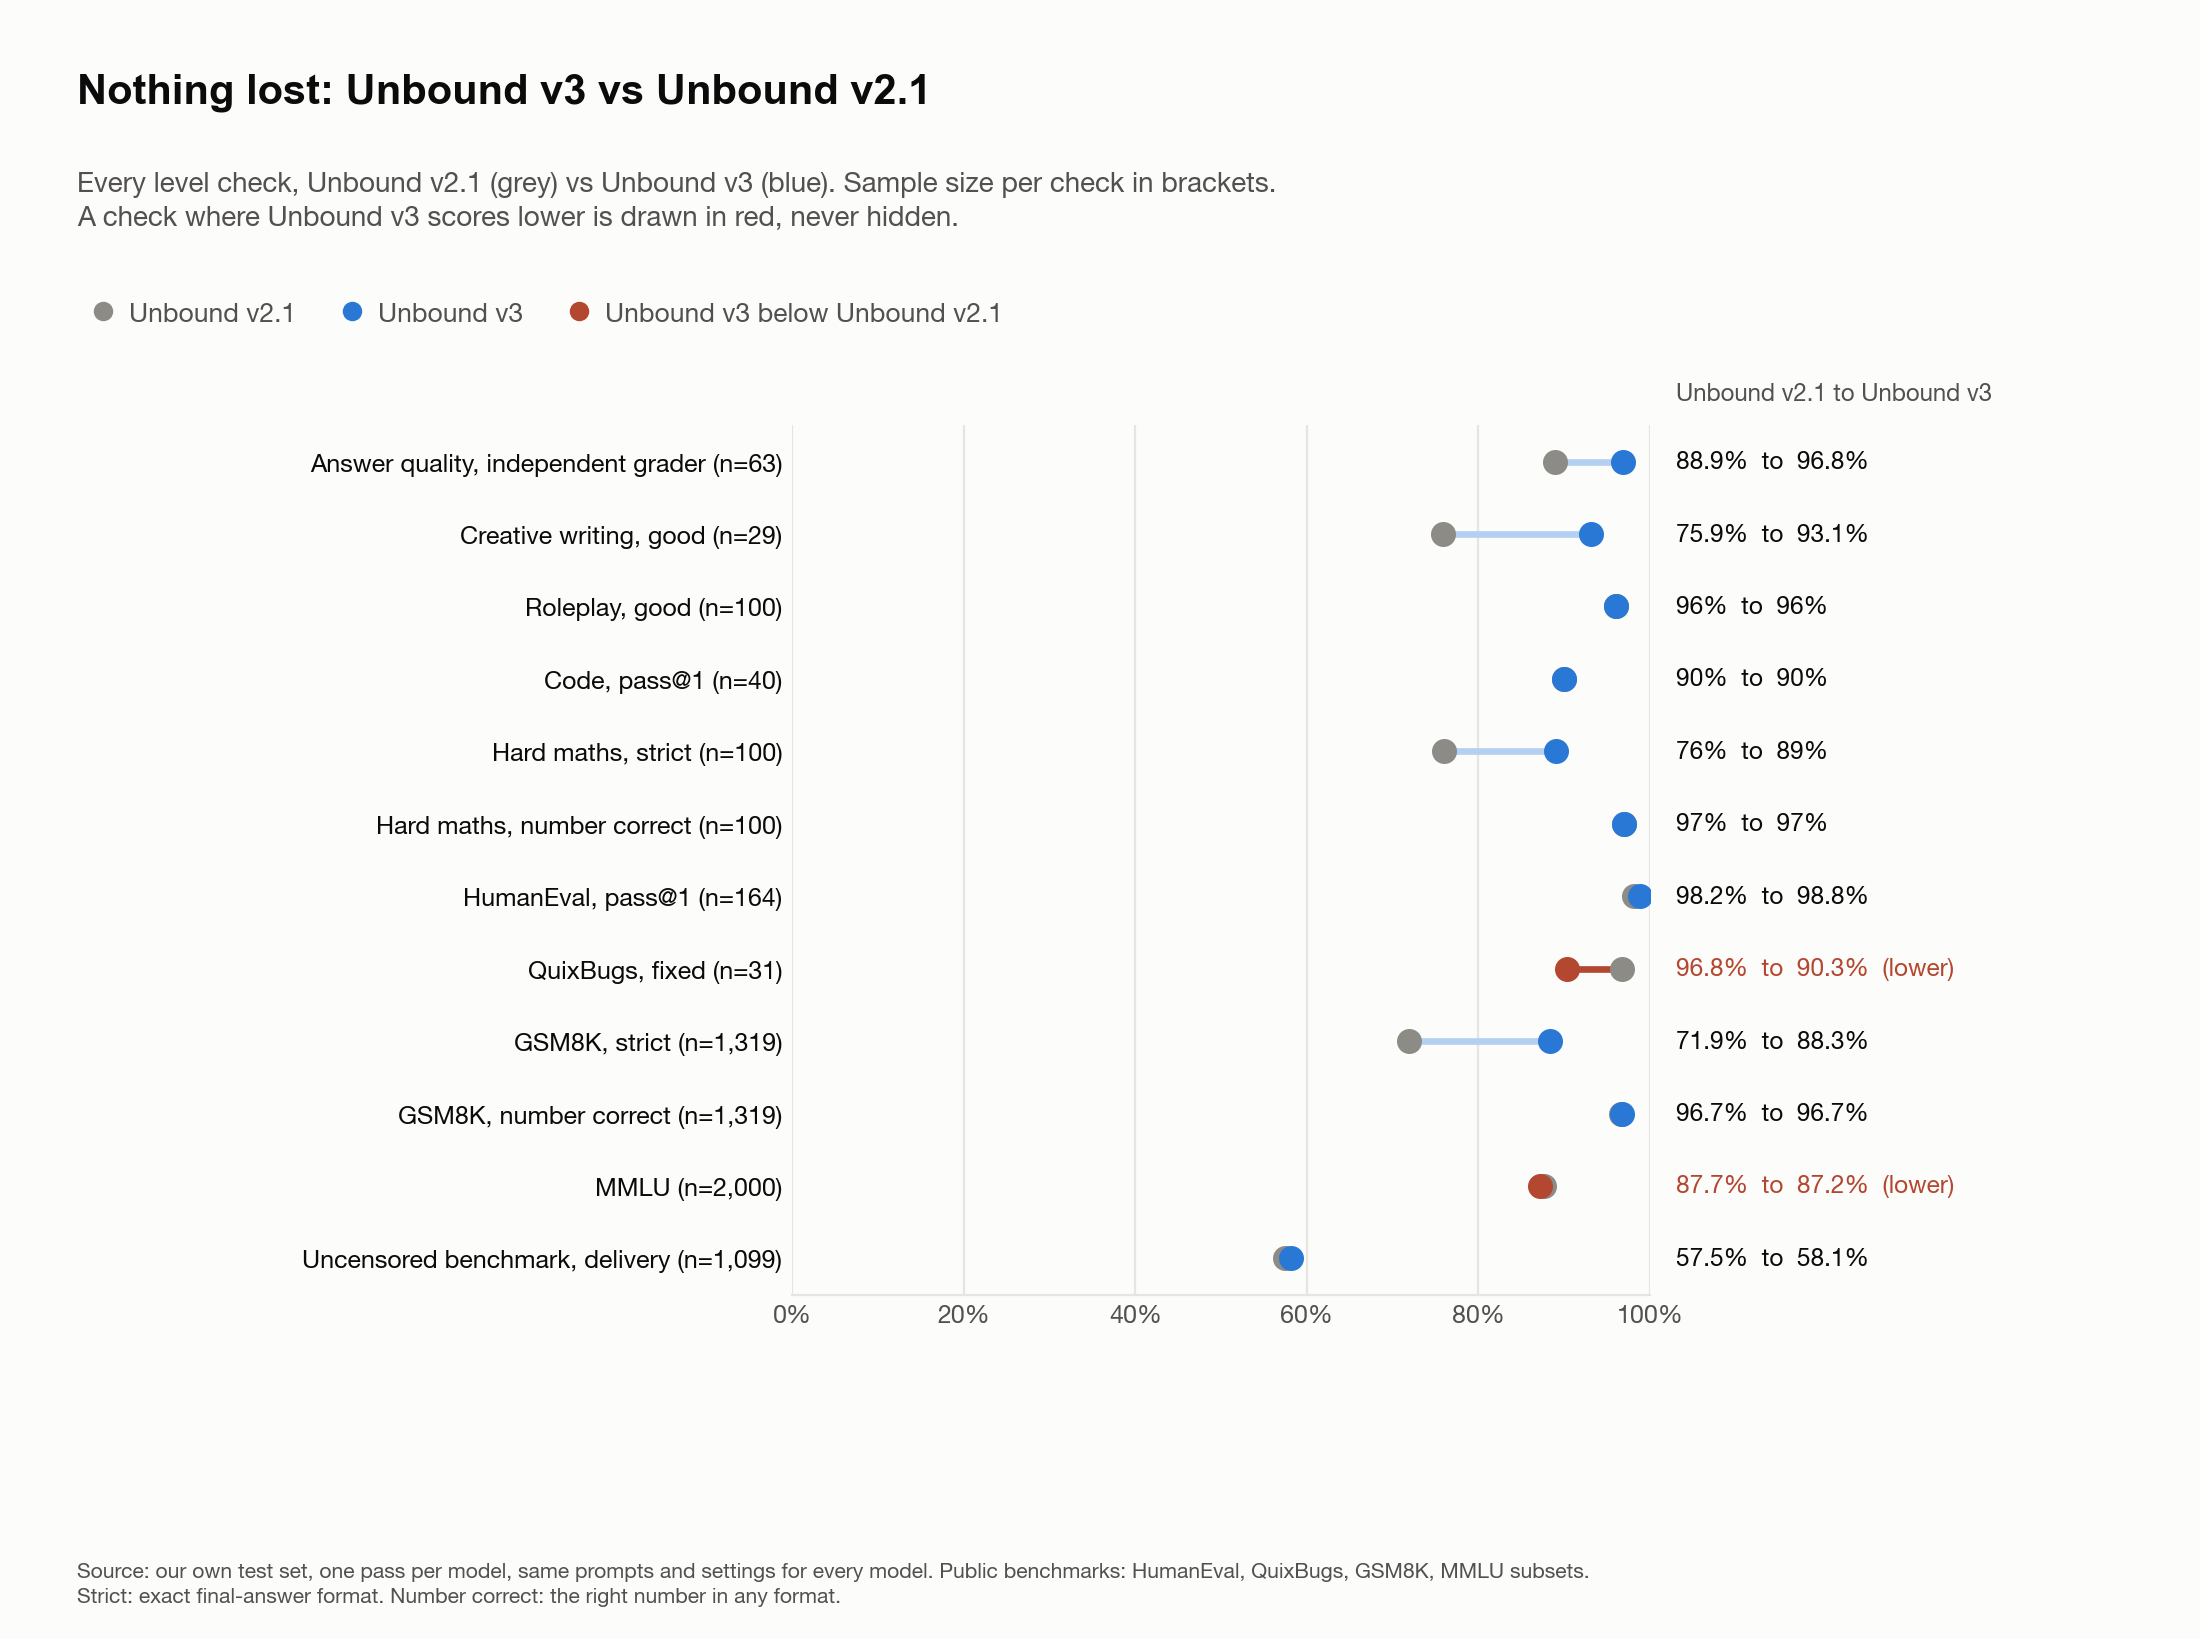 Nothing lost: Unbound v3 vs Unbound v2.1
Every level check, Unbound v2.1 (grey) vs Unbound v3 (blue). Sample size per check in brackets.
A check where Unbound v3 scores lower is drawn in red, never hidden.
Unbound v2.1 Unbound v3 Unbound v3 below Unbound v2.1
Unbound v2.1 to Unbound v3
Answer quality, independent grader (n=63) 88.9% to 96.8%
Creative writing, good (n=29) 75.9% to 93.1%
Roleplay, good (n=100) 96% to 96%
Code, pass@1 (n=40) 90% to 90%
Hard maths, strict (n=100) 76% to 89%
Hard maths, number correct (n=100) 97% to 97%
HumanEval, pass@1 (n=164) 98.2% to 98.8%
QuixBugs, fixed (n=31) 96.8% to 90.3% (lower)
GSM8K, strict (n=1,319) 71.9% to 88.3%
GSM8K, number correct (n=1,319) 96.7% to 96.7%
MMLU (n=2,000) 87.7% to 87.2% (lower)
Uncensored benchmark, delivery (n=1,099) 57.5% to 58.1%
0% 20% 40% 60% 80% 100%
Source: our own test set, one pass per model, same prompts and settings for every model. Public benchmarks: HumanEval, QuixBugs, GSM8K, MMLU subsets.
Strict: exact final-answer format. Number correct: the right number in any format.